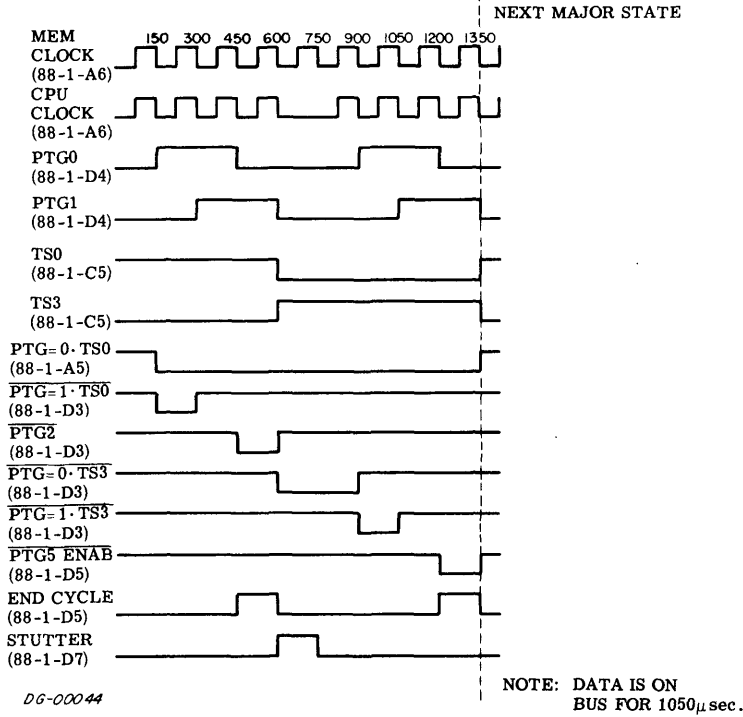 NEXT MAJOR STATE
150 300 450 600 750 900 1050 1200 1350
MEM
CLOCK
(88-1-A6)
CPU
CLOCK
(88-1-A6)
PTG0
(88-1-D4)
PTG1
(88-1-D4)
TS0
(88-1-C5)
TS3
(88-1-C5)
PTG=0·TS0
(88-1-A5)
PTG=1·TS0
(88-1-D3)
PTG2
(88-1-D3)
PTG=0·TS3
(88-1-D3)
PTG=1·TS3
(88-1-D3)
PTG5 ENAB
(88-1-D5)
END CYCLE
(88-1-D5)
STUTTER
(88-1-D7)
DG-00044
NOTE: DATA IS ON
BUS FOR 1050μsec.